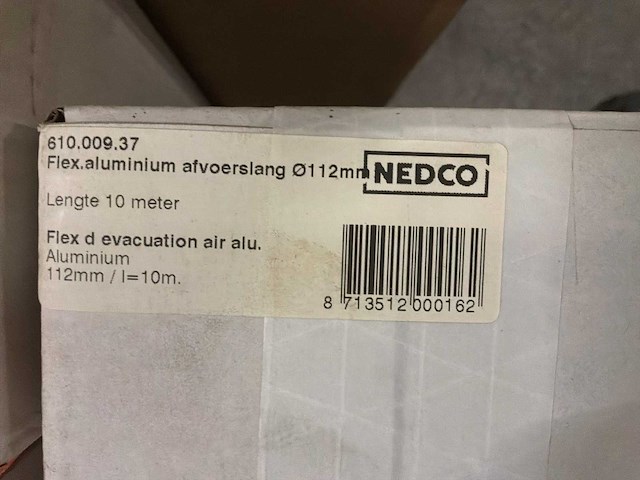 610.009.37
Flex.aluminium afvoerslang Ø112mm
NEDCO
Lengte 10 meter
Flex d evacuation air alu.
Aluminium
112mm / l=10m.
8 713512 000162